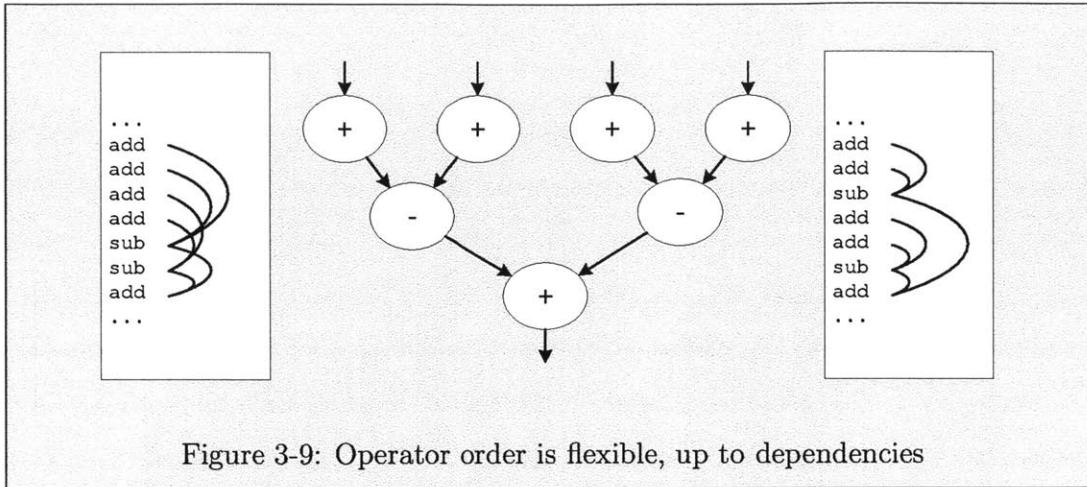 ...
add
add
add
add
sub
sub
add
...
+ + + +
- -
+
...
add
add
sub
add
add
sub
add
...
Figure 3-9: Operator order is flexible, up to dependencies